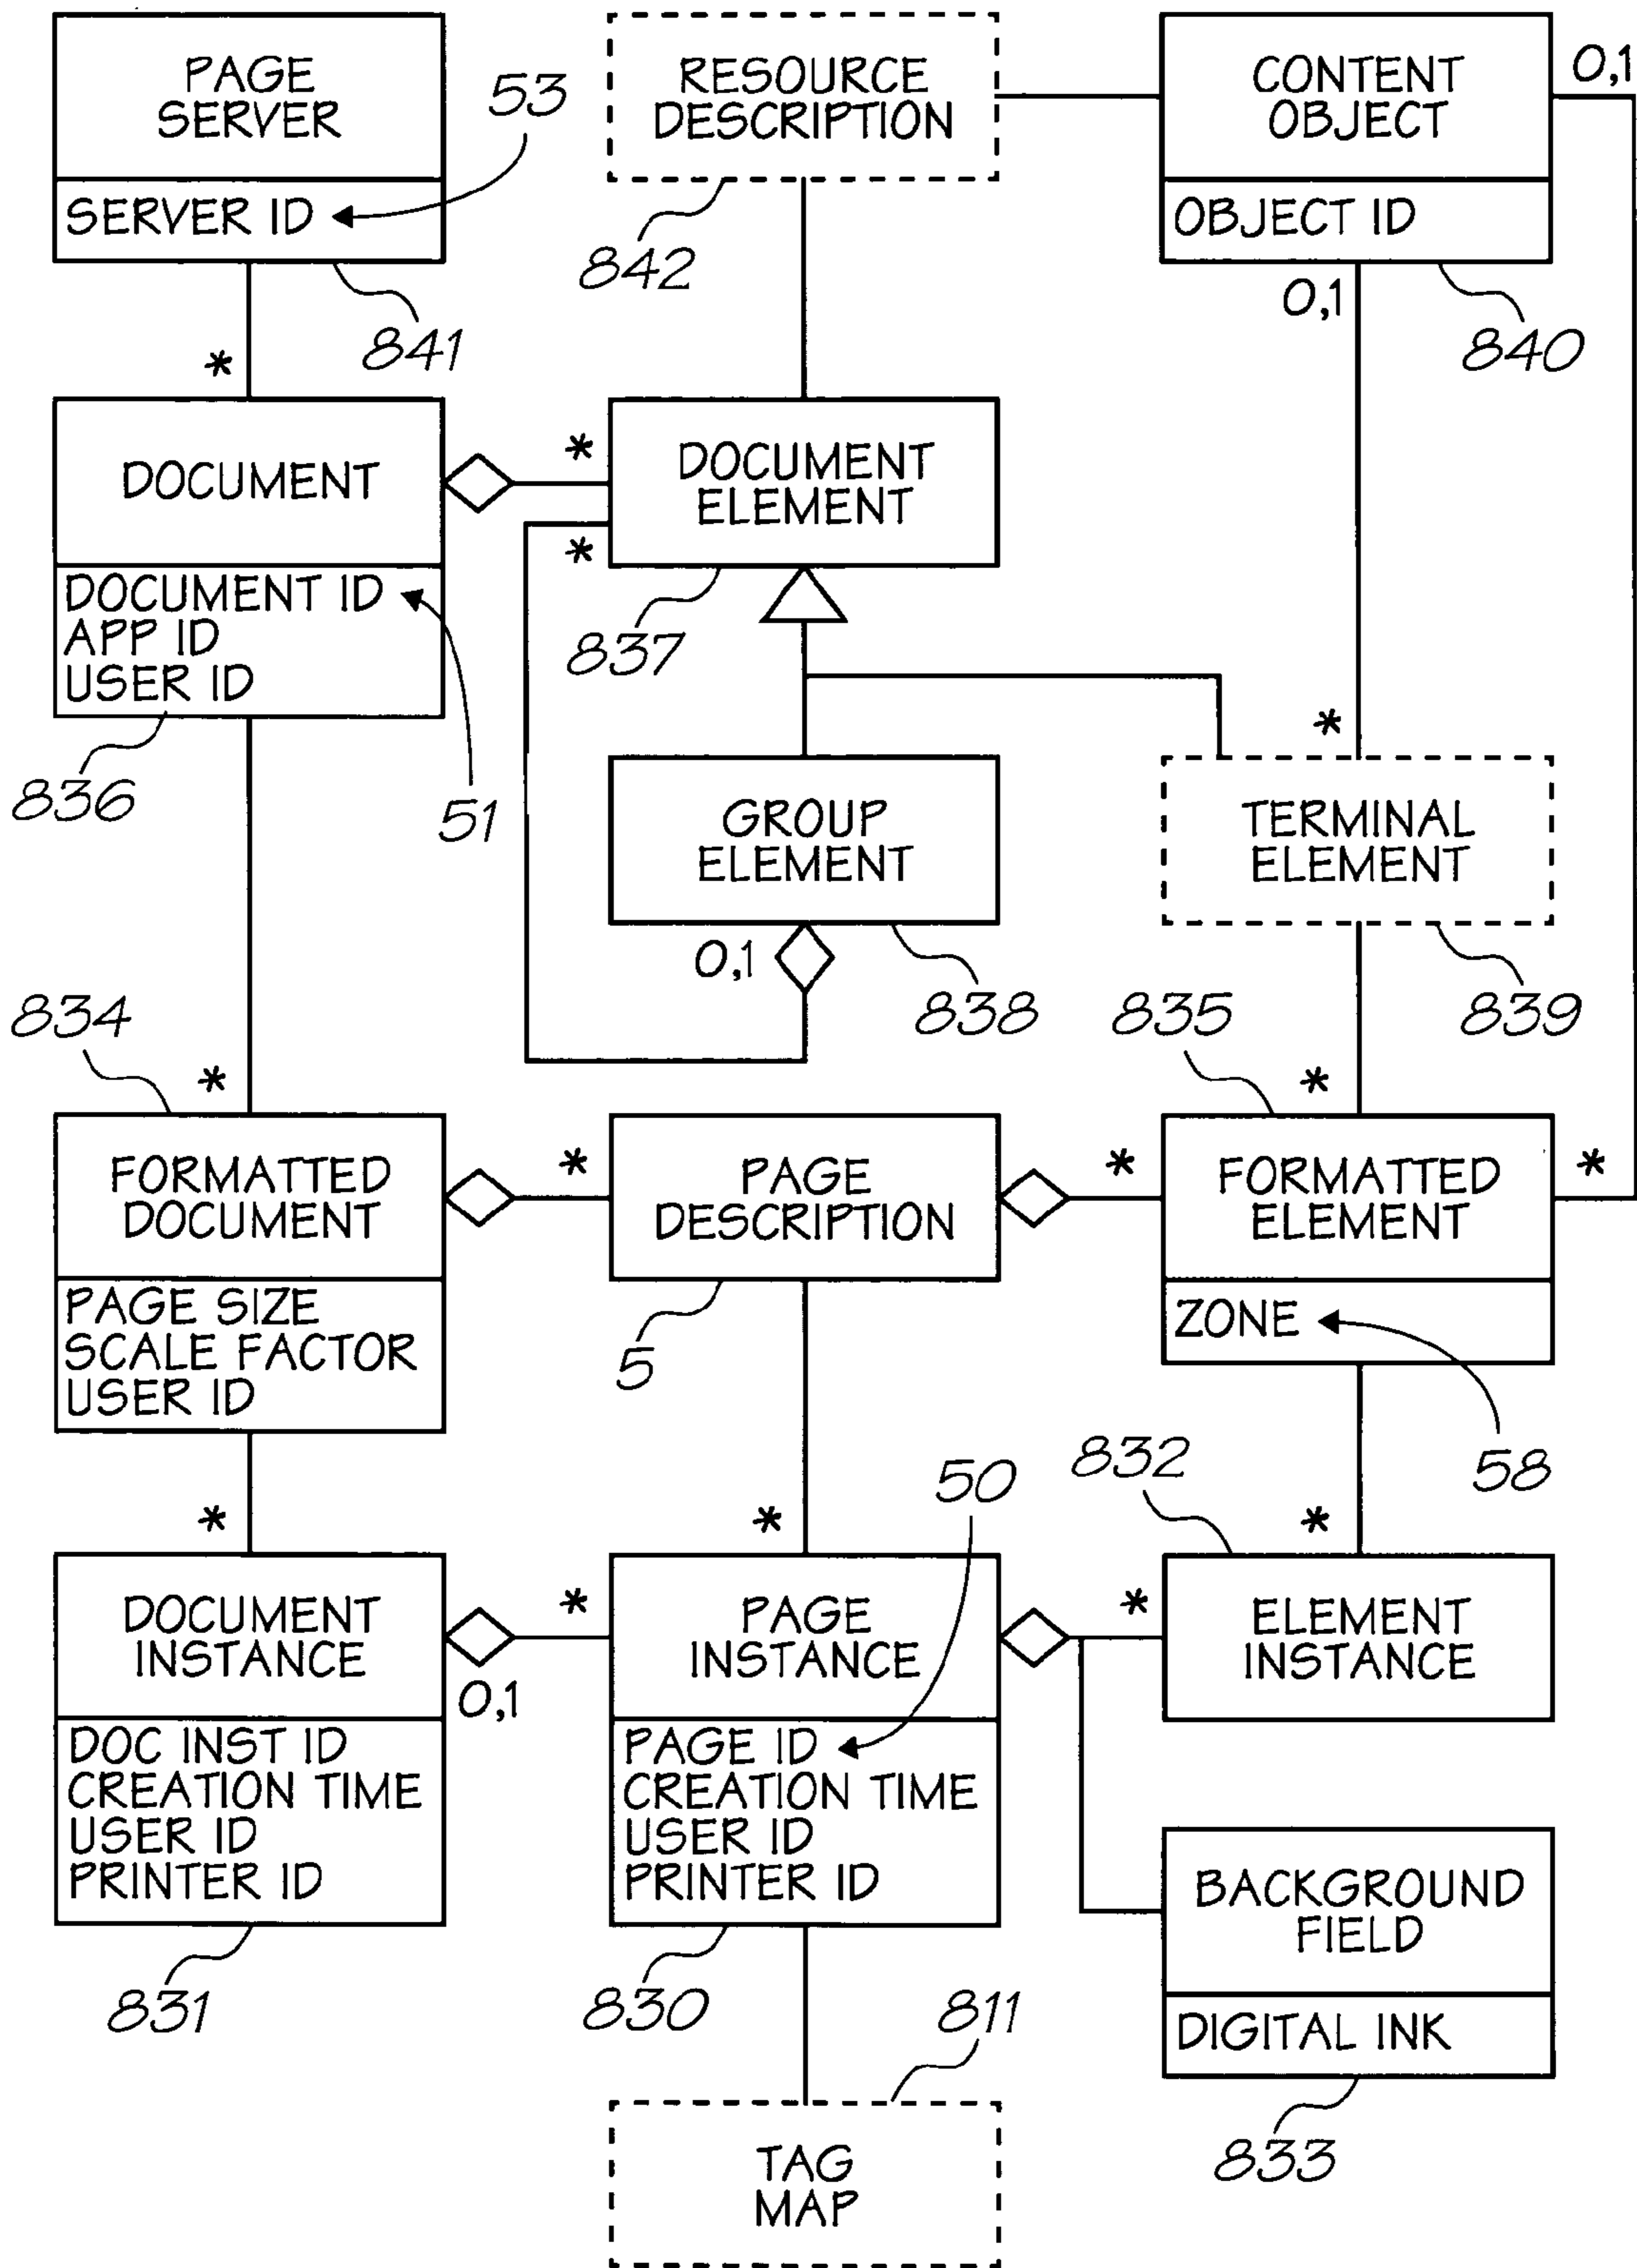 PAGE
SERVER
SERVER ID
53
841
RESOURCE
DESCRIPTION
842
CONTENT
OBJECT
OBJECT ID
0,1
0,1
840
*
DOCUMENT
DOCUMENT ID
APP ID
USER ID
836
51
*
*
DOCUMENT
ELEMENT
837
GROUP
ELEMENT
0,1
838
*
TERMINAL
ELEMENT
839
834
*
FORMATTED
DOCUMENT
PAGE SIZE
SCALE FACTOR
USER ID
*
PAGE
DESCRIPTION
5
835
*
*
FORMATTED
ELEMENT
*
ZONE
58
*
DOCUMENT
INSTANCE
0,1
DOC INST ID
CREATION TIME
USER ID
PRINTER ID
831
*
*
50
PAGE
INSTANCE
PAGE ID
CREATION TIME
USER ID
PRINTER ID
830
832
*
*
ELEMENT
INSTANCE
BACKGROUND
FIELD
DIGITAL INK
833
811
TAG
MAP